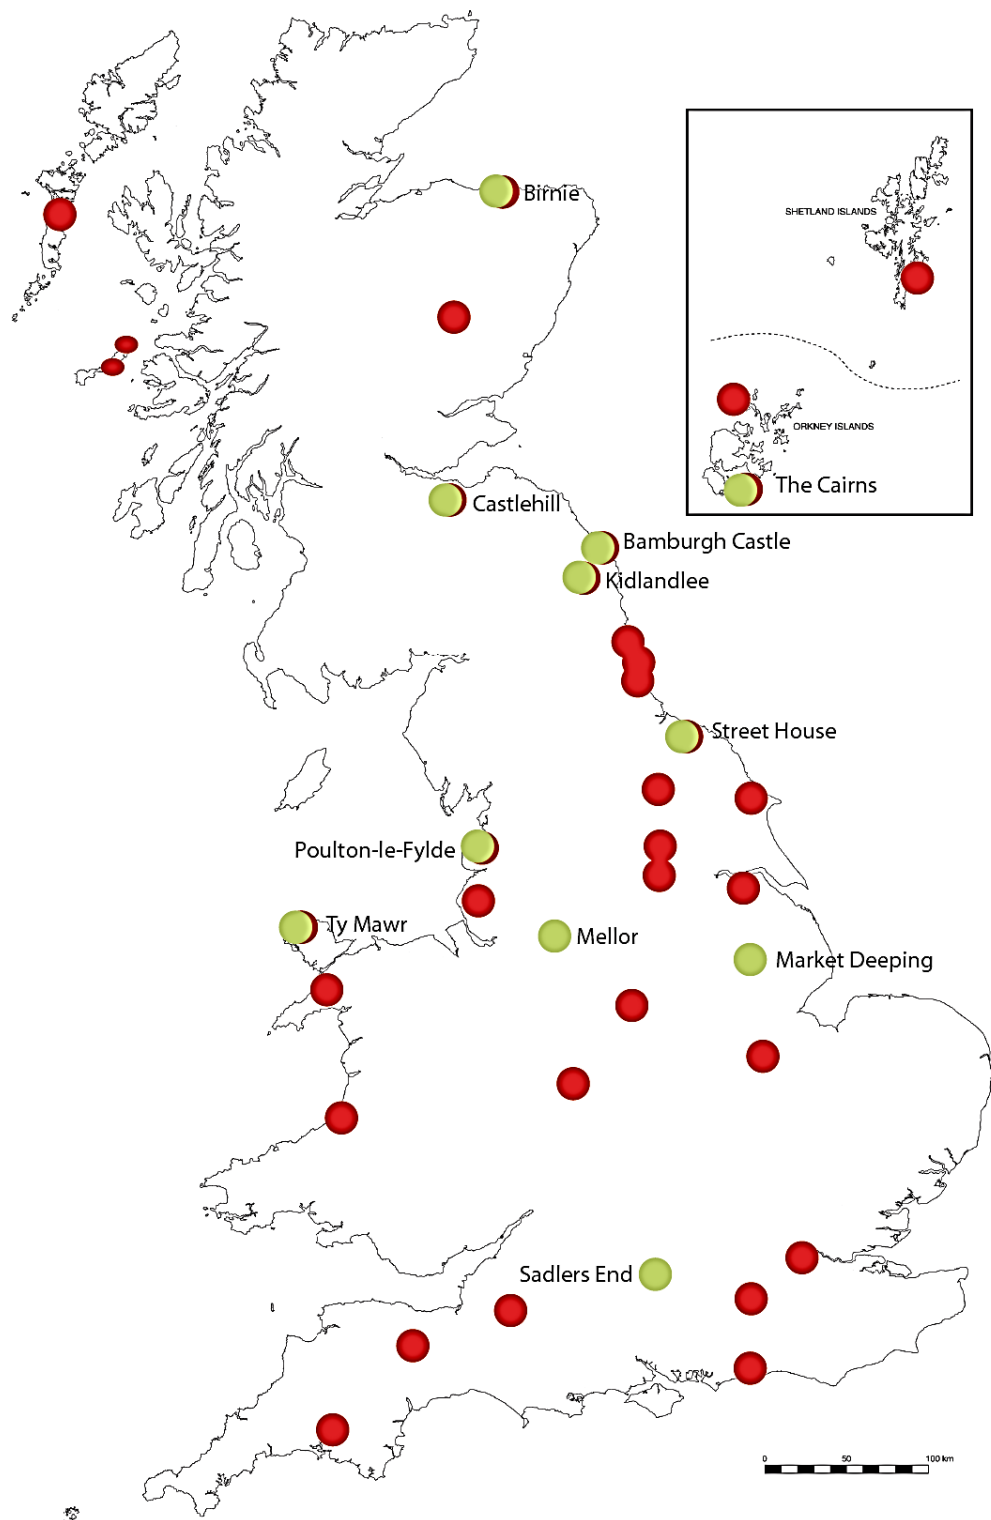 Birnie
SHETLAND ISLANDS
ORKNEY ISLANDS
The Cairns
Castlehill
Bamburgh Castle
Kidlandlee
Street House
Poulton-le-Fylde
Ty Mawr
Mellor
Market Deeping
Sadlers End
0 50 100 km